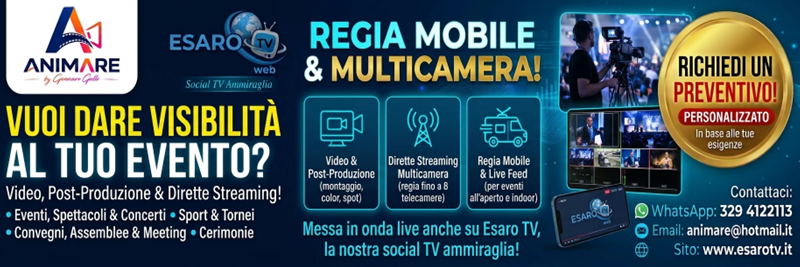 ANIMARE
by Gennaro Gallo
ESARO TV
web
Social TV Ammiraglia
VUOI DARE VISIBILITÀ
AL TUO EVENTO?
Video, Post-Produzione & Dirette Streaming!
• Eventi, Spettacoli & Concerti • Sport & Tornei
• Convegni, Assemblee & Meeting • Cerimonie
REGIA MOBILE
& MULTICAMERA!
Video &
Post-Produzione
(montaggio,
color, spot)
Dirette Streaming
Multicamera
(regia fino a 8
telecamere)
Regia Mobile
& Live Feed
(per eventi
all'aperto e indoor)
Messa in onda live anche su Esaro TV,
la nostra social TV ammiraglia!
ESARO TV
RICHIEDI UN
PREVENTIVO!
PERSONALIZZATO
In base alle tue
esigenze
Contattaci:
WhatsApp: 329 4122113
Email: animare@hotmail.it
Sito: www.esarotv.it